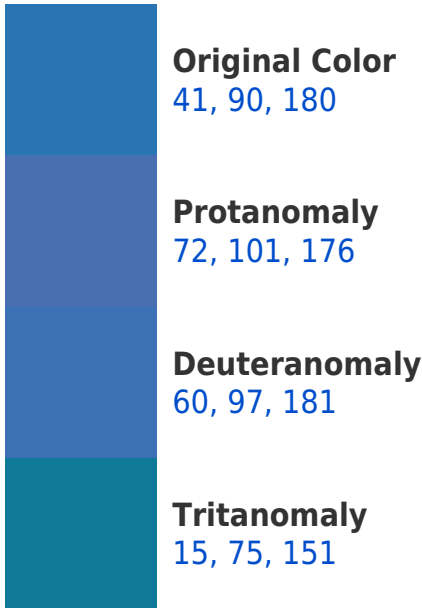 Original Color
41, 90, 180
Protanomaly
72, 101, 176
Deuteranomaly
60, 97, 181
Tritanomaly
15, 75, 151